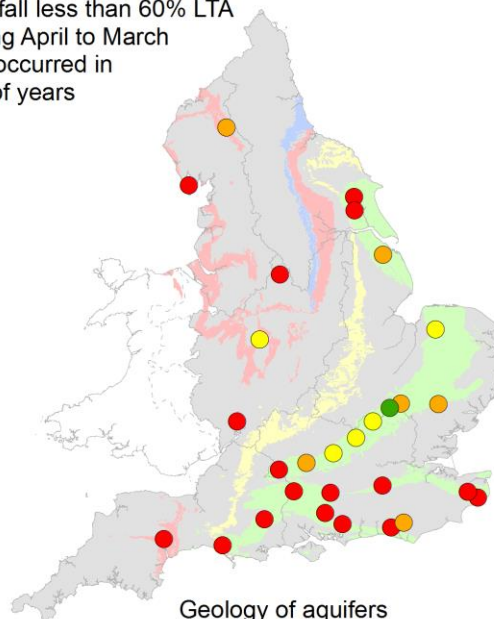 fall less than 60% LTA
g April to March
occurred in
of years
Geology of aquifers